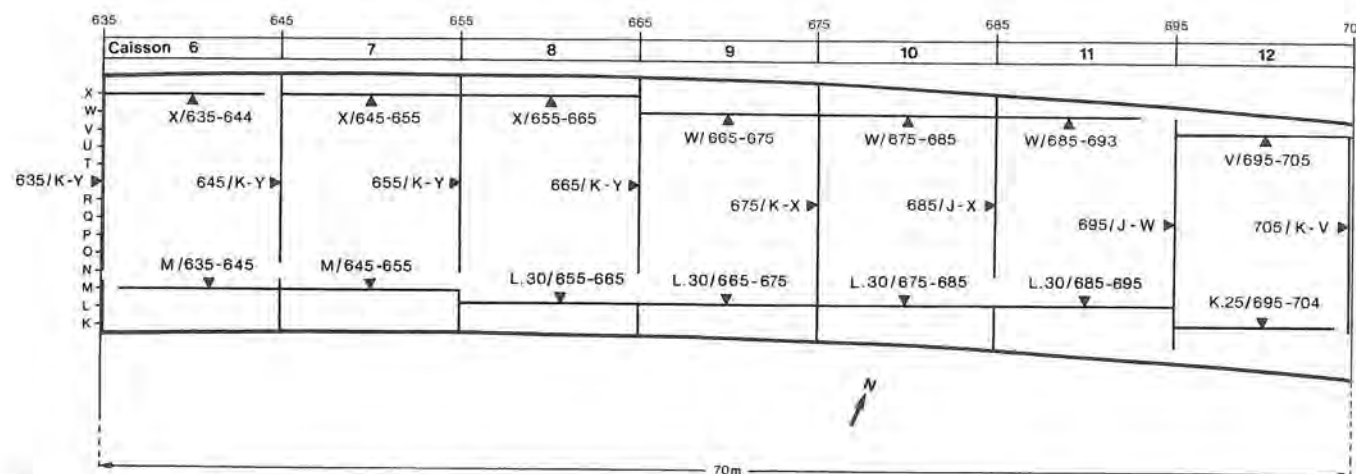 635 645 655 665 675 685 695 70
Caisson 6 7 8 9 10 11 12
X
W
V
U
T
R
Q
P
O
N
M
L
K
X/635-644 X/645-655 X/655-665 W/665-675 W/675-685 W/685-693 V/695-705
635/K-Y 645/K-Y 655/K-Y 665/K-Y 675/K-X 685/J-X 695/J-W 705/K-V
M/635-645 M/645-655 L.30/655-665 L.30/665-675 L.30/675-685 L.30/685-695 K.25/695-704
N
70m